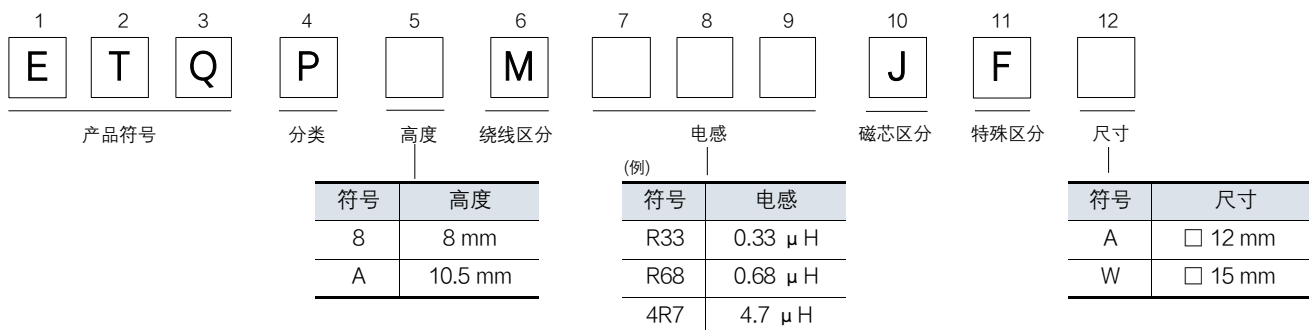 1 2 3 4 5 6 7 8 9 10 11 12
E T Q P M J F
产品符号 分类 高度 绕线区分 电感 磁芯区分 特殊区分 尺寸
(例)
符号 高度 符号 电感 符号 尺寸
8 8 mm R33 0.33 μH A □ 12 mm
A 10.5 mm R68 0.68 μH W □ 15 mm
4R7 4.7 μH